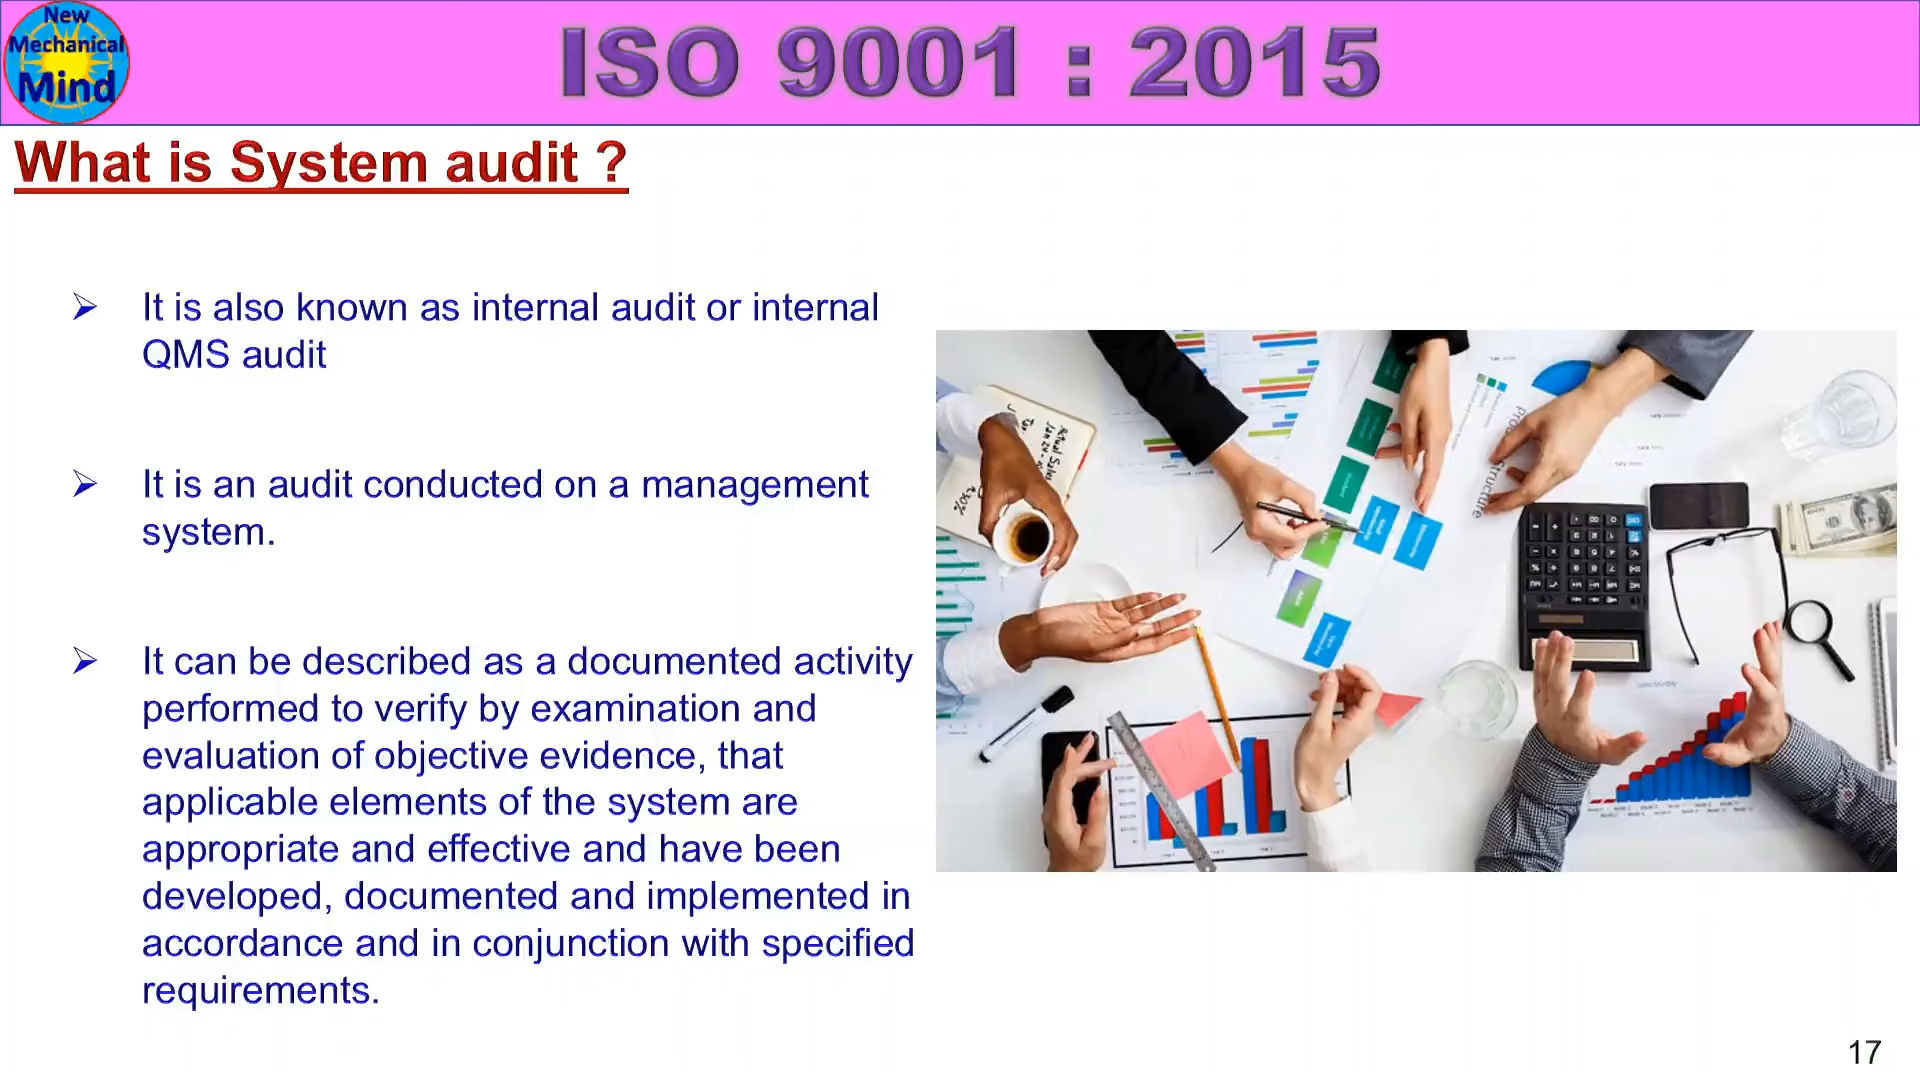 New
Mechanical
Mind
ISO 9001 : 2015
What is System audit ?
It is also known as internal audit or internal
QMS audit
It is an audit conducted on a management
system.
It can be described as a documented activity
performed to verify by examination and
evaluation of objective evidence, that
applicable elements of the system are
appropriate and effective and have been
developed, documented and implemented in
accordance and in conjunction with specified
requirements.
Actual Sales
Structure
17